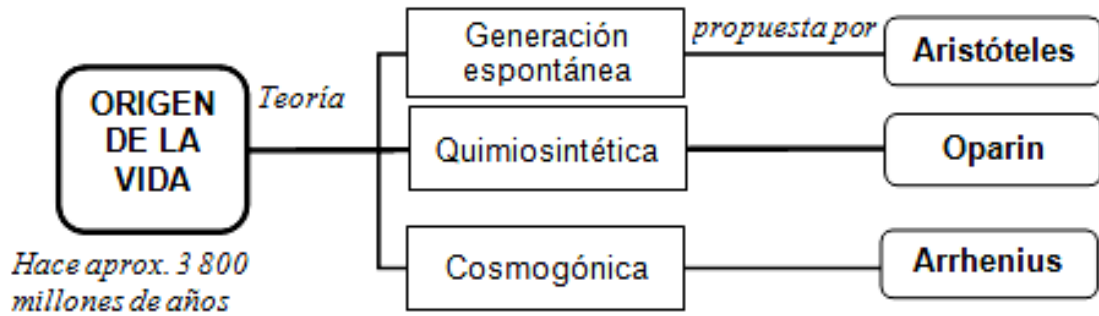 ORIGEN
DE LA
VIDA
Hace aprox. 3 800
millones de años
Teoría
Generación
espontánea
propuesta por
Aristóteles
Quimiosintética
Oparin
Cosmogónica
Arrhenius